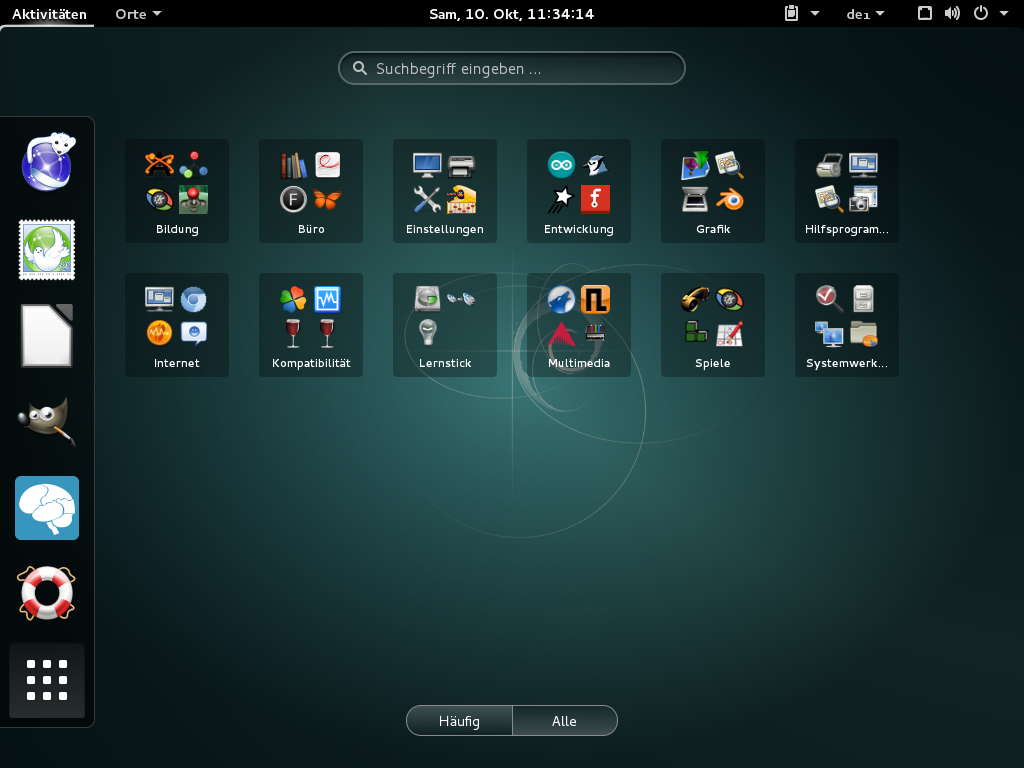 Aktivitäten Orte Sam, 10. Okt, 11:34:14 de₁
Suchbegriff eingeben ...
Bildung Büro Einstellungen Entwicklung Grafik Hilfsprogram...
Internet Kompatibilität Lernstick Multimedia Spiele Systemwerk...
Häufig Alle